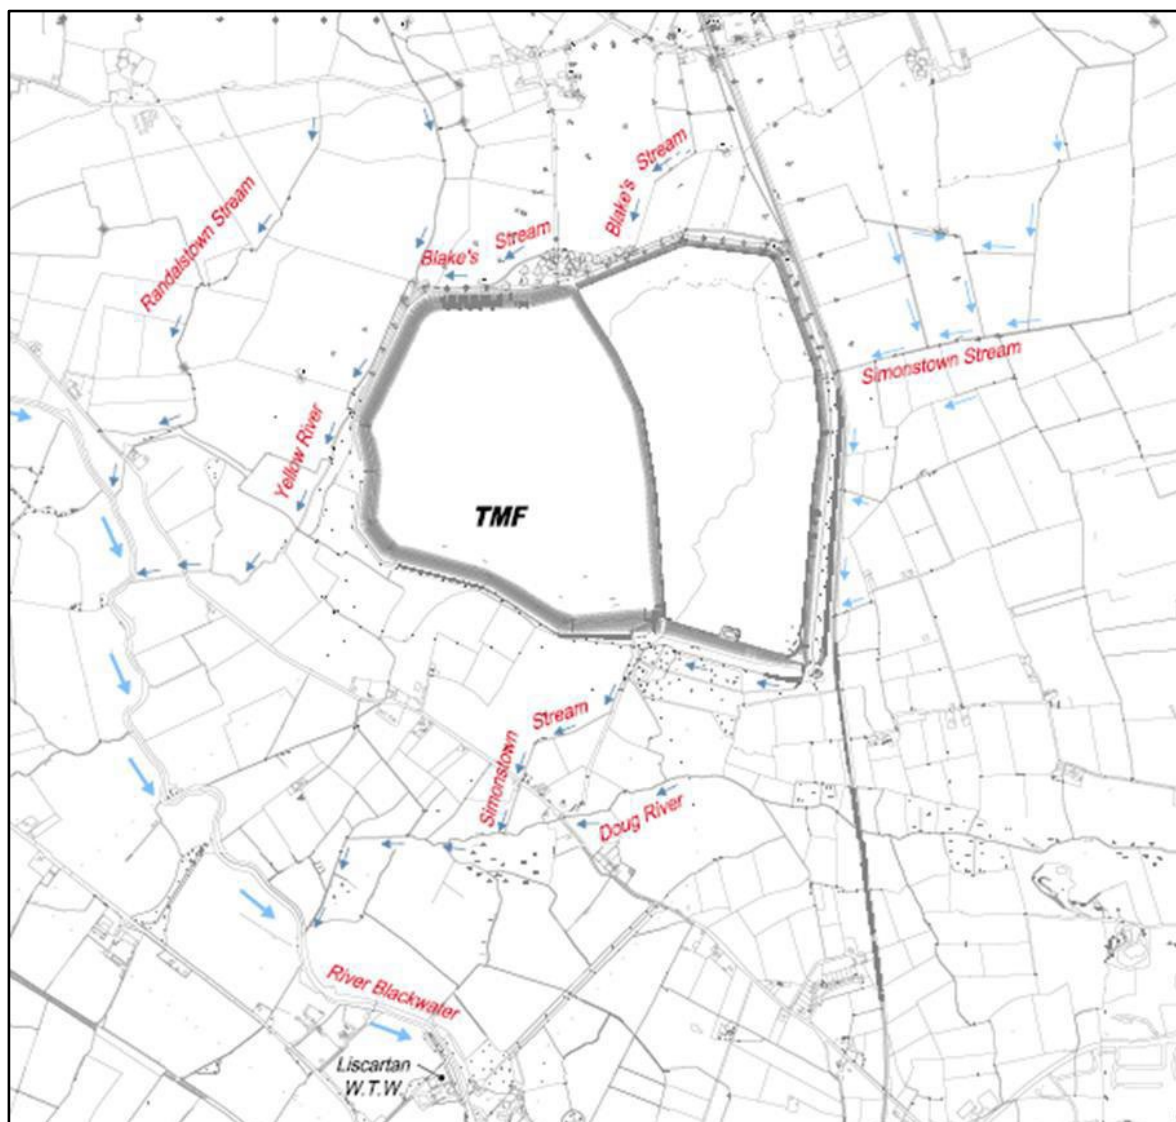 Blake's Stream
Blake's Stream
Randalstown Stream
Simonstown Stream
Yellow River
TMF
Simonstown Stream
Doug River
River Blackwater
Liscartan
W.T.W.